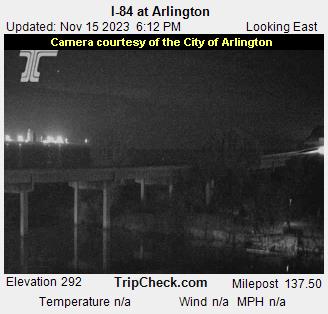 I-84 at Arlington
Updated: Nov 15 2023 6:12 PM Looking East
Camera courtesy of the City of Arlington
Elevation 292 TripCheck.com Milepost 137.50
Temperature n/a Wind n/a MPH n/a